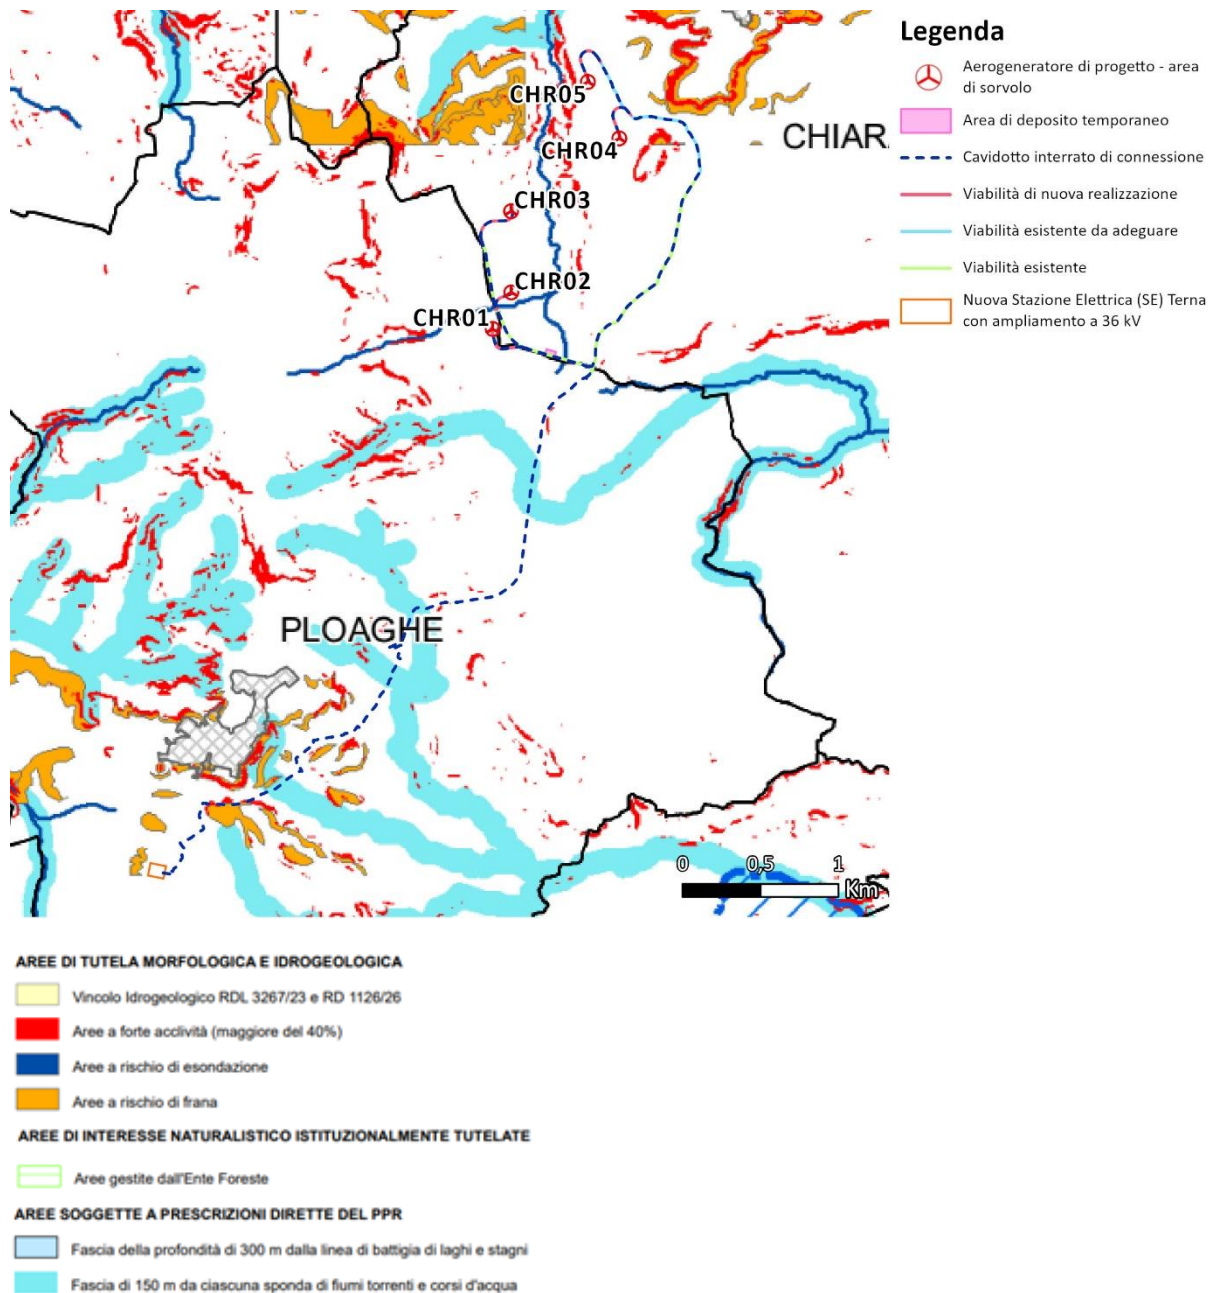 Legenda
Aerogeneratore di progetto - area
di sorvolo
Area di deposito temporaneo
Cavidotto interrato di connessione
Viabilità di nuova realizzazione
Viabilità esistente da adeguare
Viabilità esistente
Nuova Stazione Elettrica (SE) Terna
con ampliamento a 36 kV
CHR05
CHIAR
CHR04
CHR03
CHR02
CHR01
PLOAGHE
0 0,5 1
Km
AREE DI TUTELA MORFOLOGICA E IDROGEOLOGICA
Vincolo Idrogeologico RDL 3267/23 e RD 1126/26
Aree a forte acclività (maggiore del 40%)
Aree a rischio di esondazione
Aree a rischio di frana
AREE DI INTERESSE NATURALISTICO ISTITUZIONALMENTE TUTELATE
Aree gestite dall'Ente Foreste
AREE SOGGETTE A PRESCRIZIONI DIRETTE DEL PPR
Fascia della profondità di 300 m dalla linea di battigia di laghi e stagni
Fascia di 150 m da ciascuna sponda di fiumi torrenti e corsi d'acqua